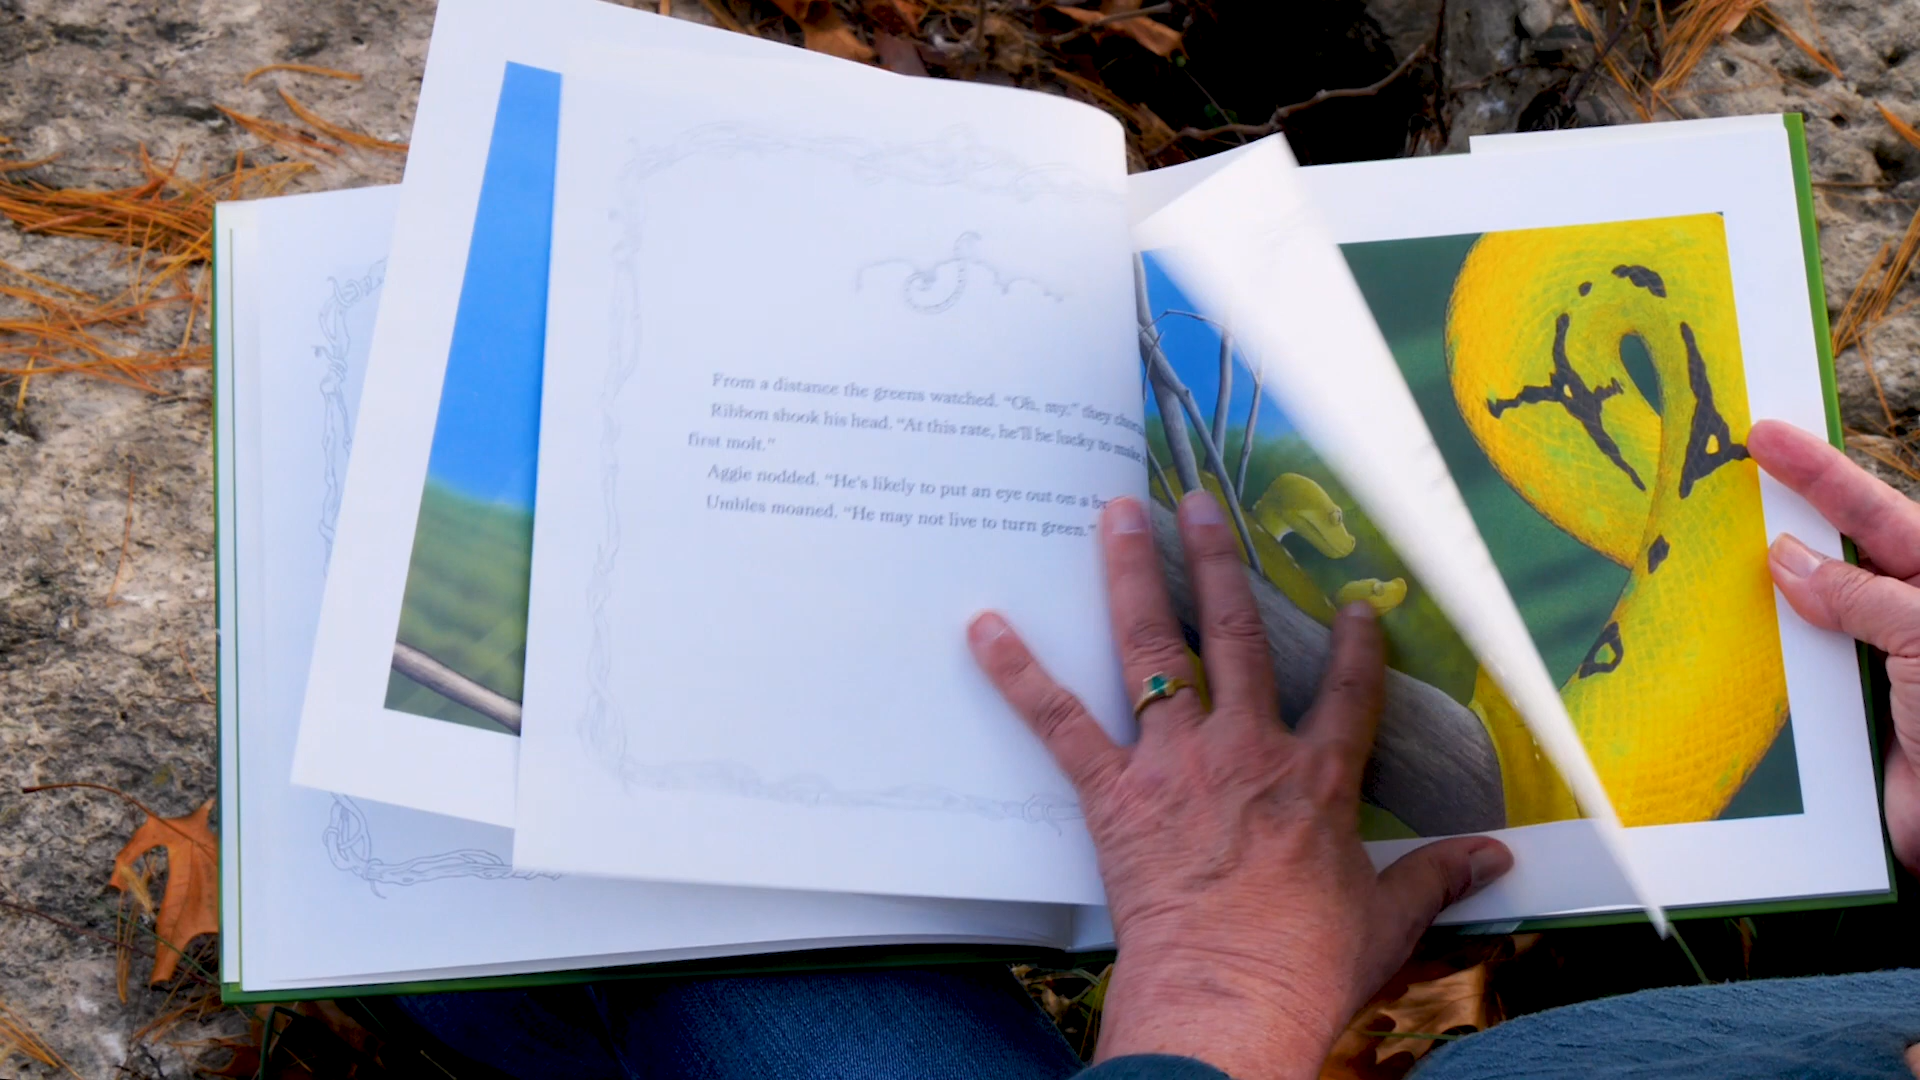 From a distance the greens watched. “Oh, my,” they
Ribbon shook his head. “At this rate, he’ll be lucky to make
first molt.”
Aggie nodded. “He’s likely to put an eye out on a
Umbles moaned. “He may not live to turn green.”